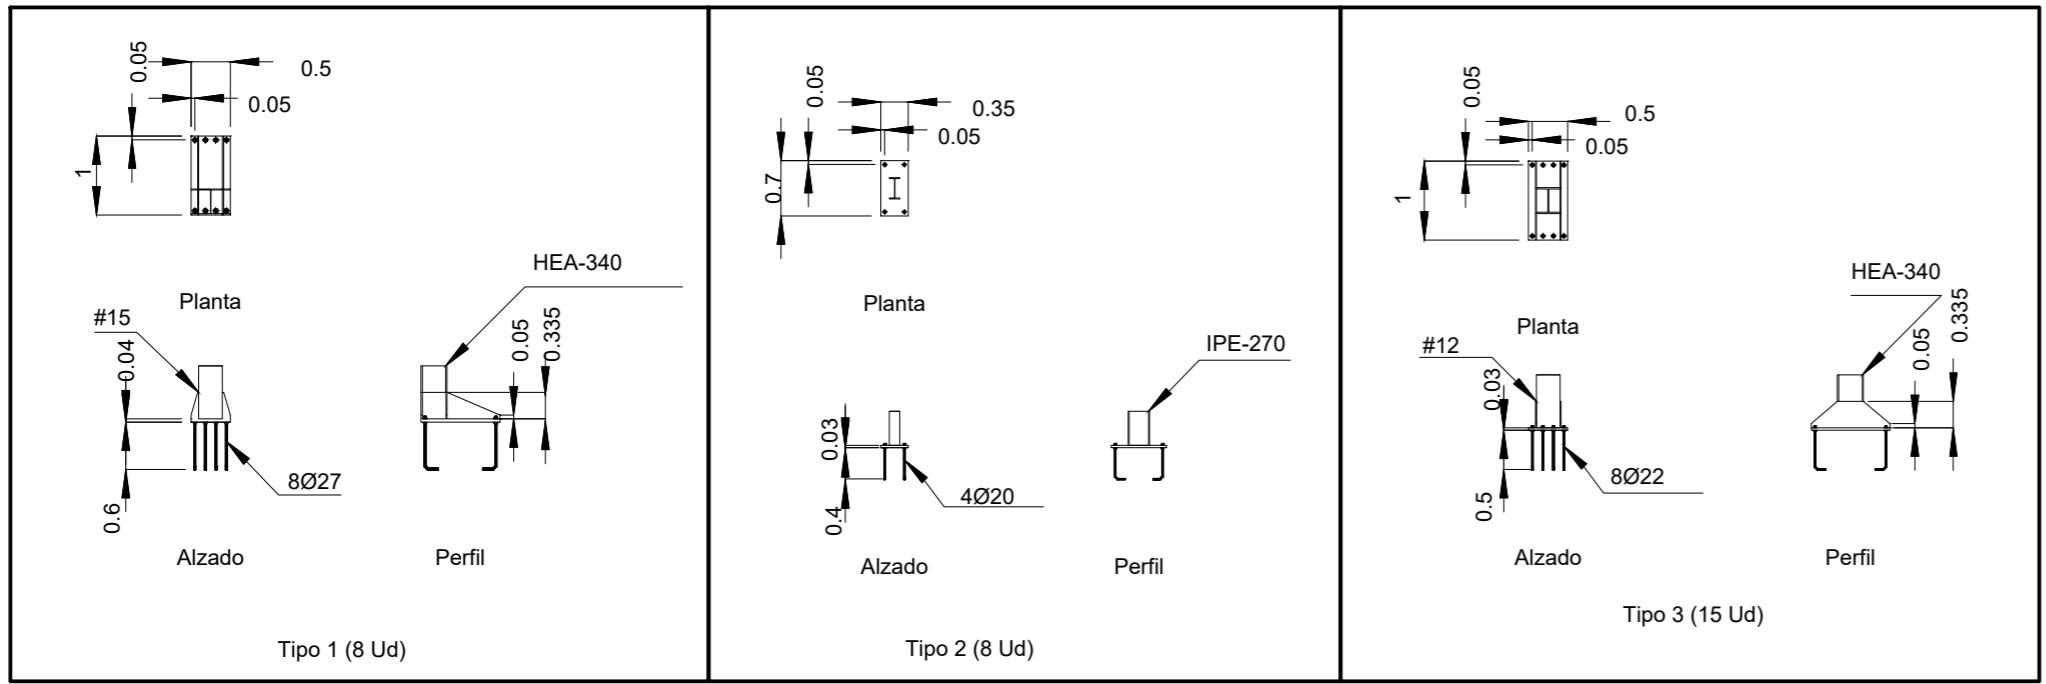 0.05
0.5
0.05
1
Planta
HEA-340
#15
0.04
0.05
0.335
8Ø27
0.6
Alzado
Perfil
Tipo 1 (8 Ud)
0.05
0.35
0.05
0.7
Planta
IPE-270
0.03
4Ø20
0.4
Alzado
Perfil
Tipo 2 (8 Ud)
0.05
0.5
0.05
1
Planta
HEA-340
#12
0.03
0.05
0.335
8Ø22
0.5
Alzado
Perfil
Tipo 3 (15 Ud)